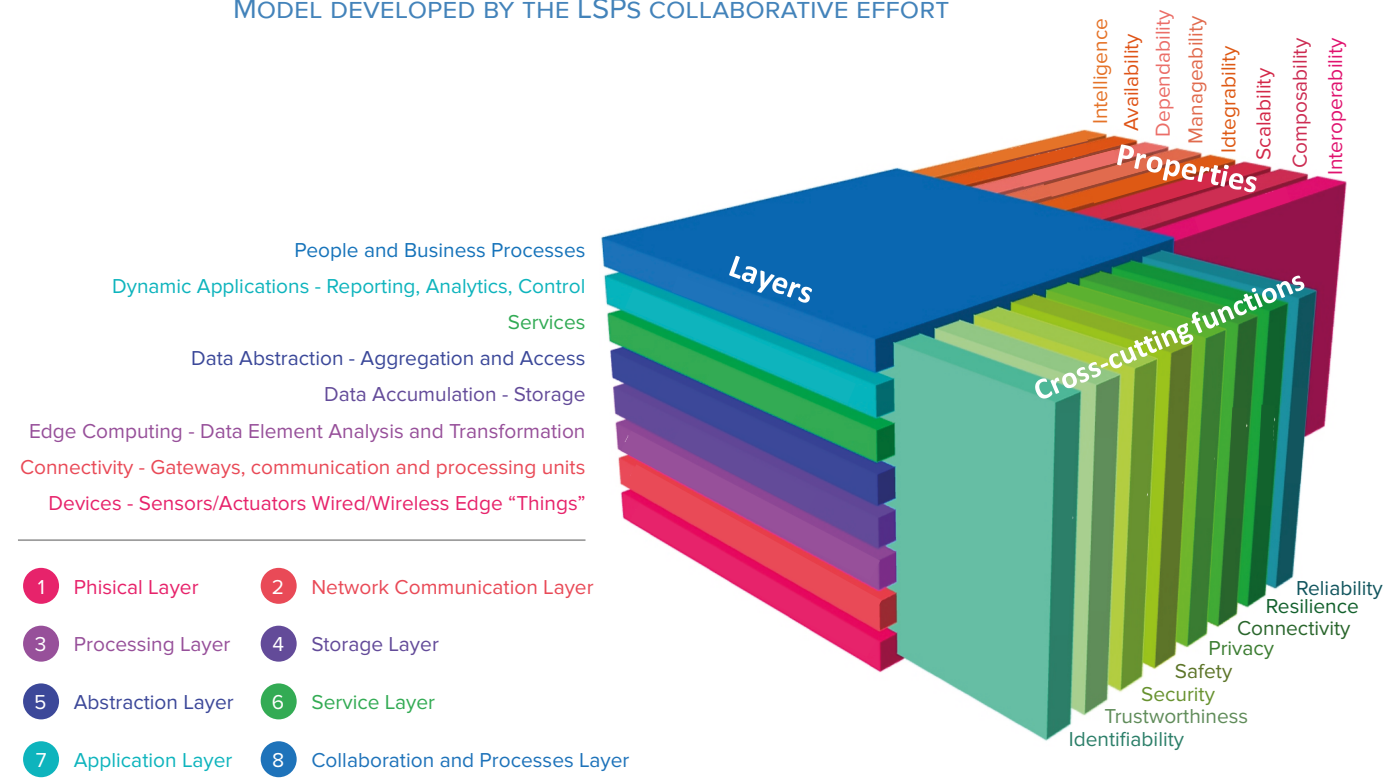 MODEL DEVELOPED BY THE LSPS COLLABORATIVE EFFORT
Intelligence
Availability
Dependability
Manageability
Idtegrability
Scalability
Composability
Interoperability
Properties
Layers
Cross-cutting functions
People and Business Processes
Dynamic Applications - Reporting, Analytics, Control
Services
Data Abstraction - Aggregation and Access
Data Accumulation - Storage
Edge Computing - Data Element Analysis and Transformation
Connectivity - Gateways, communication and processing units
Devices - Sensors/Actuators Wired/Wireless Edge “Things”
1 Phisical Layer
2 Network Communication Layer
3 Processing Layer
4 Storage Layer
5 Abstraction Layer
6 Service Layer
7 Application Layer
8 Collaboration and Processes Layer
Reliability
Resilience
Connectivity
Privacy
Safety
Security
Trustworthiness
Identifiability